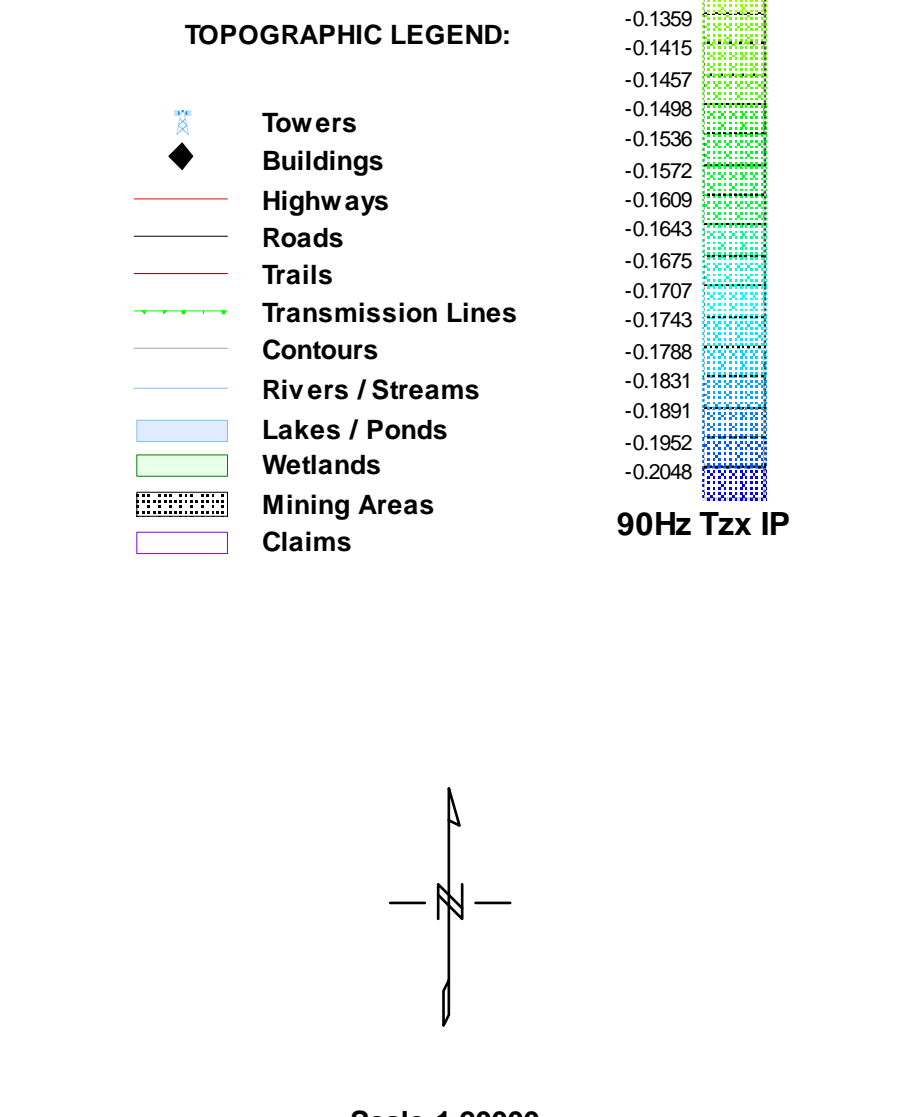 TOPOGRAPHIC LEGEND:
Towers
Buildings
Highways
Roads
Trails
Transmission Lines
Contours
Rivers / Streams
Lakes / Ponds
Wetlands
Mining Areas
Claims
-0.1359
-0.1415
-0.1457
-0.1498
-0.1536
-0.1572
-0.1609
-0.1643
-0.1675
-0.1707
-0.1743
-0.1788
-0.1831
-0.1891
-0.1952
-0.2048
90Hz Tzx IP
N
Scale